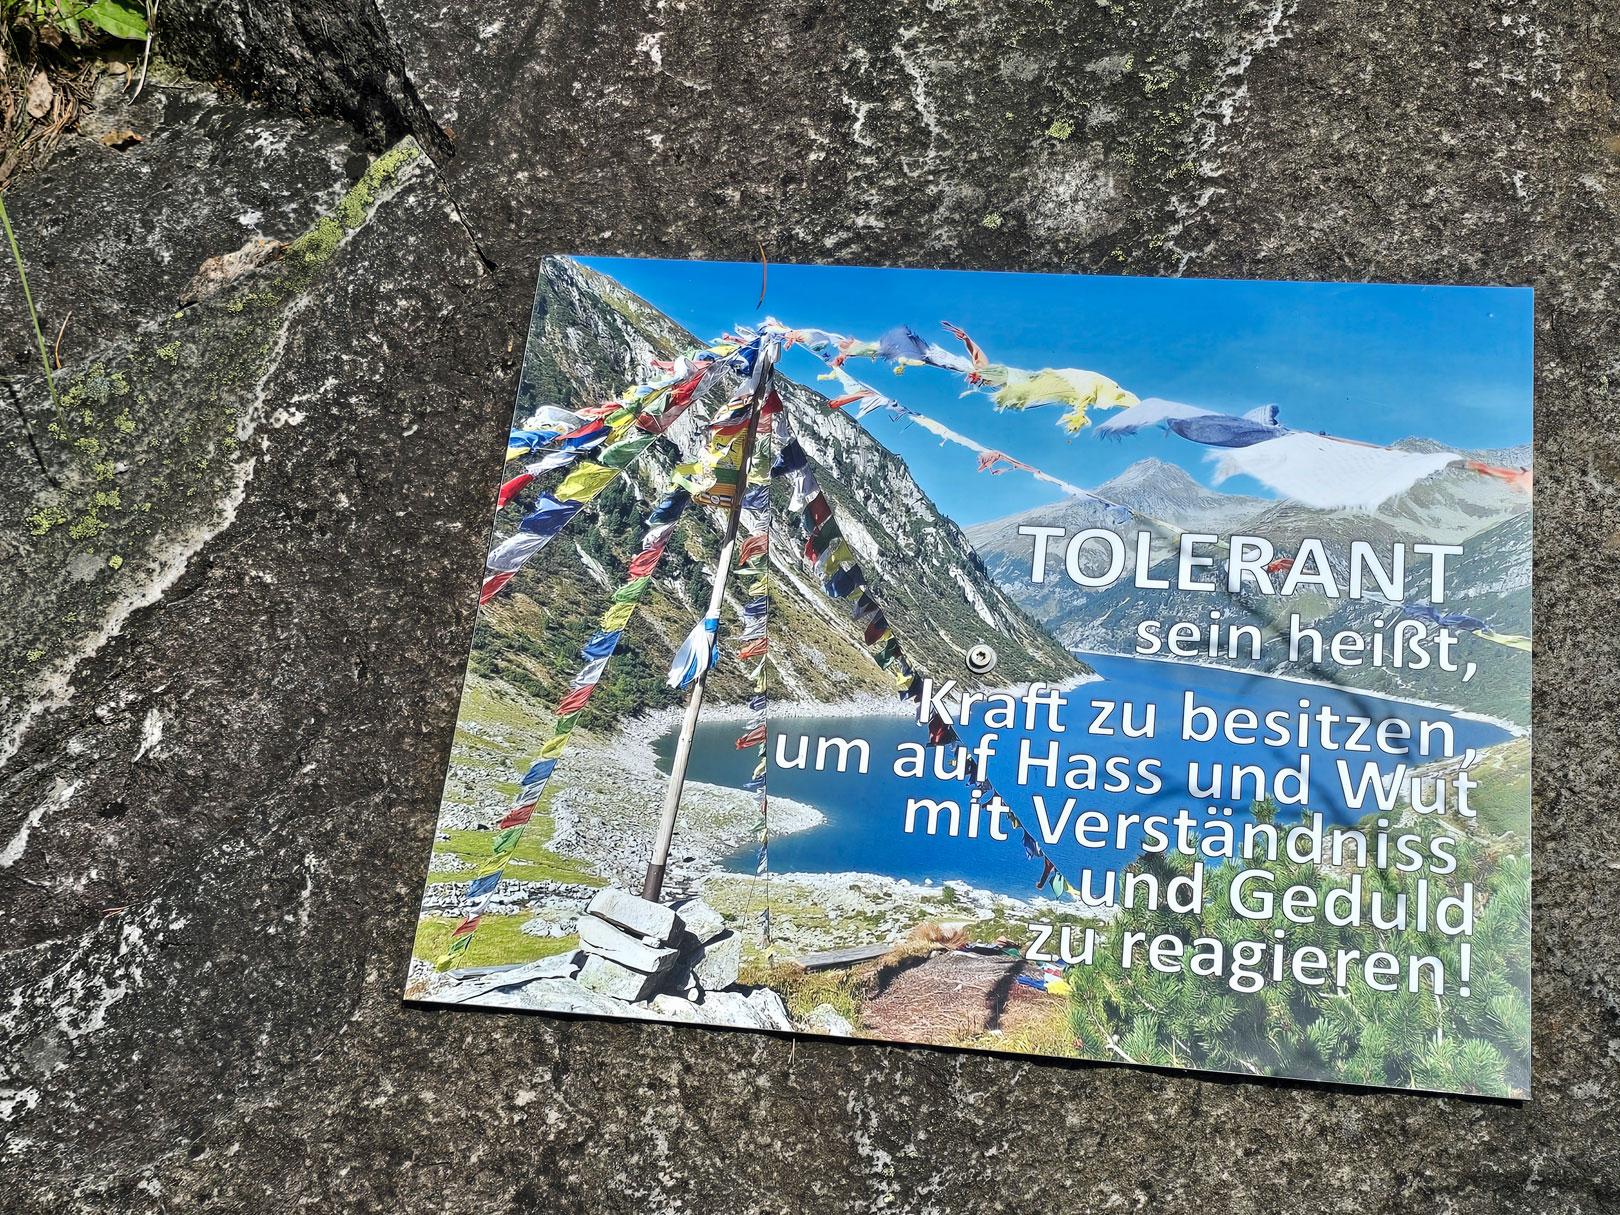 TOLERANT
sein heißt,
Kraft zu besitzen,
um auf Hass und Wut
mit Verständniss
und Geduld
zu reagieren!